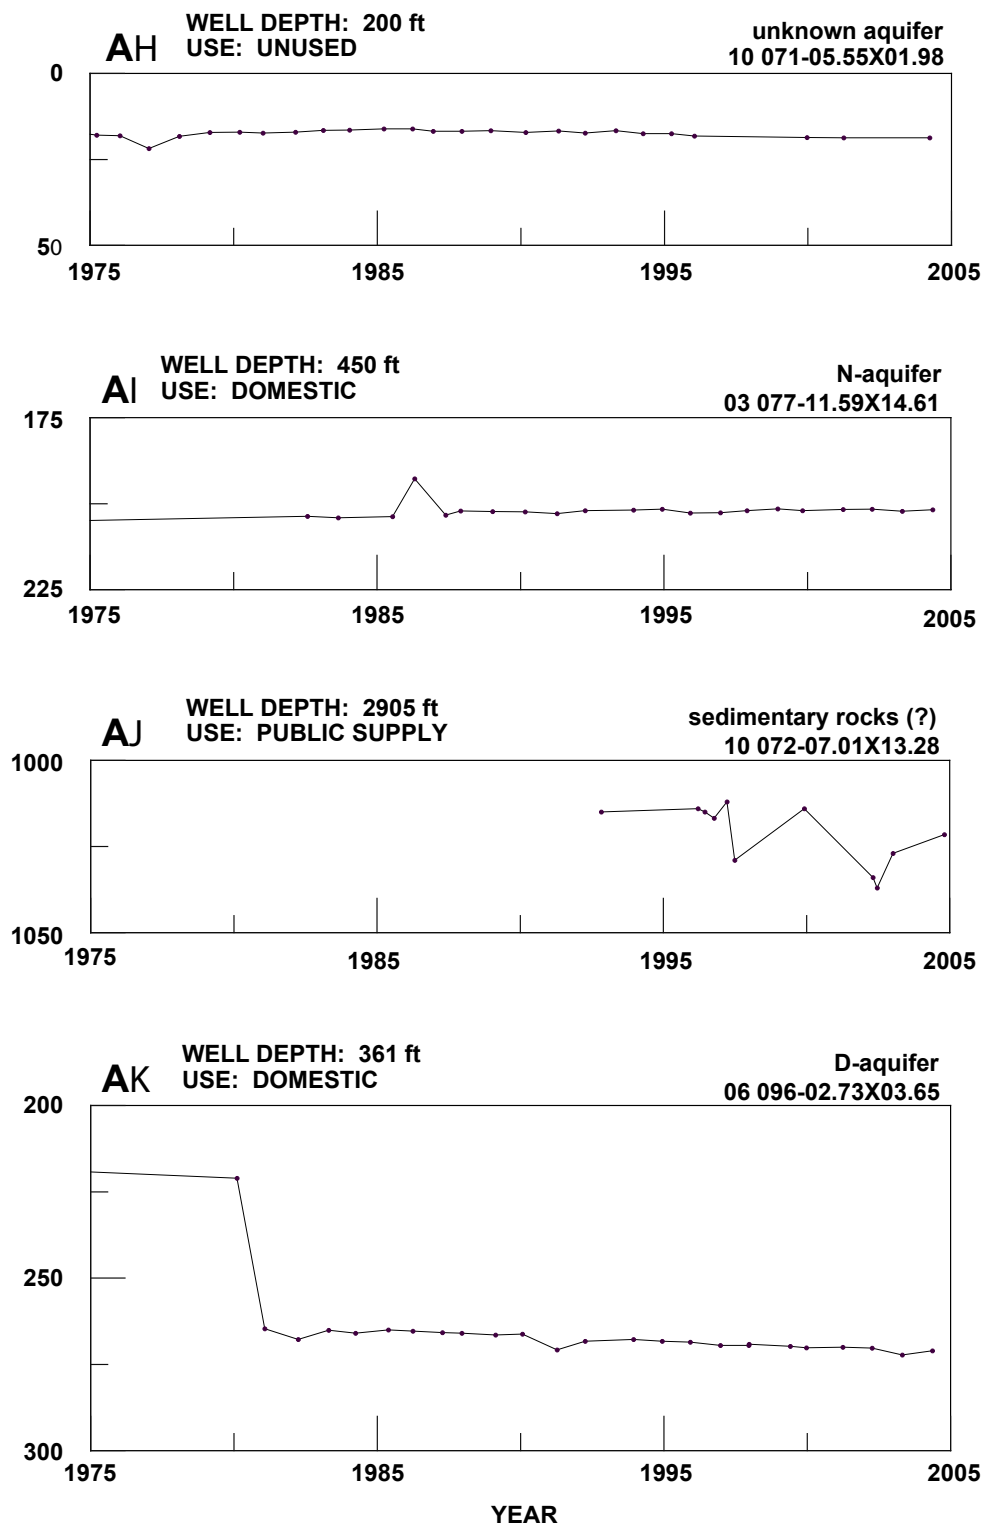 AH
WELL DEPTH: 200 ft
USE: UNUSED
unknown aquifer
10 071-05.55X01.98
0
50
1975 1985 1995 2005
AI
WELL DEPTH: 450 ft
USE: DOMESTIC
N-aquifer
03 077-11.59X14.61
175
225
1975 1985 1995 2005
AJ
WELL DEPTH: 2905 ft
USE: PUBLIC SUPPLY
sedimentary rocks (?)
10 072-07.01X13.28
1000
1050
1975 1985 1995 2005
AK
WELL DEPTH: 361 ft
USE: DOMESTIC
D-aquifer
06 096-02.73X03.65
200
250
300
1975 1985 1995 2005
YEAR